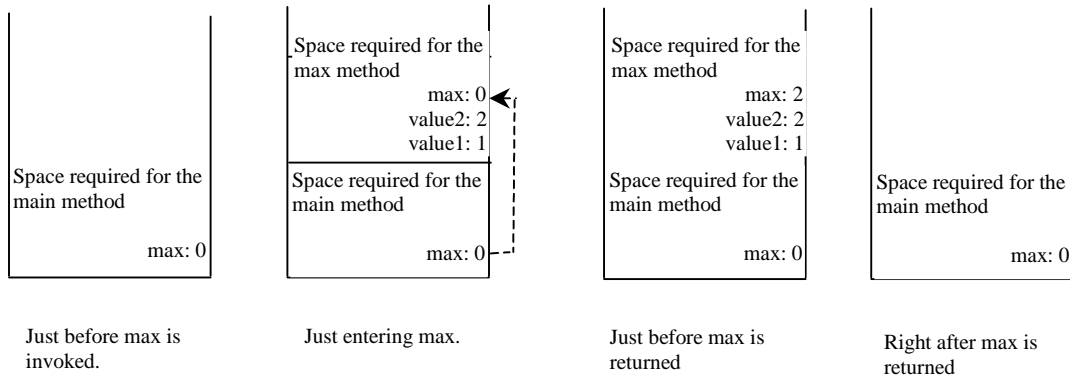 Space required for the
main method
max: 0
Just before max is
invoked.
Space required for the
max method
max: 0
value2: 2
value1: 1
Space required for the
main method
max: 0
Just entering max.
Space required for the
max method
max: 2
value2: 2
value1: 1
Space required for the
main method
max: 0
Just before max is
returned
Space required for the
main method
max: 0
Right after max is
returned